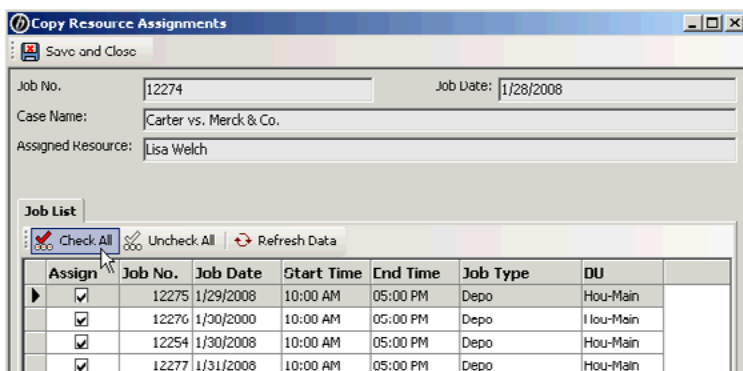 Copy Resource Assignments
Save and Close
Job No. 12274 Job Date: 1/28/2008
Case Name: Carter vs. Merck & Co.
Assigned Resource: Lisa Welch
Job List
Check All Uncheck All Refresh Data
Assign Job No. Job Date Start Time End Time Job Type BU
12275 1/29/2008 10:00 AM 05:00 PM Depo Hou-Main
12276 1/30/2008 10:00 AM 05:00 PM Depo Hou-Main
12254 1/30/2008 10:00 AM 05:00 PM Depo Hou-Main
12277 1/31/2008 10:00 AM 05:00 PM Depo Hou-Main